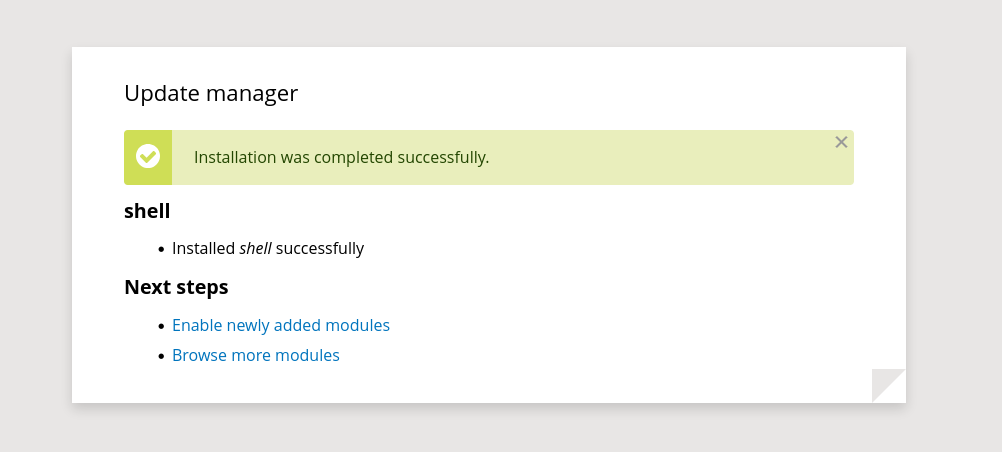 Update manager
Installation was completed successfully.
shell
Installed shell successfully
Next steps
Enable newly added modules
Browse more modules